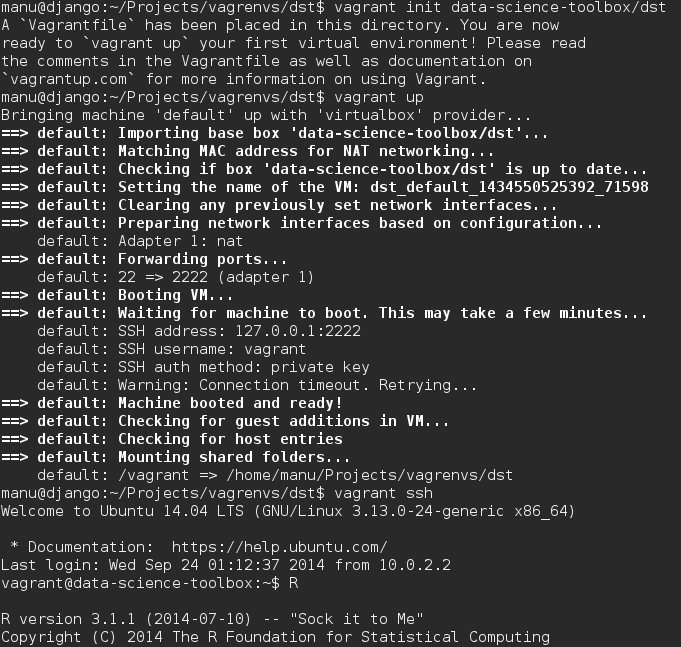 manu@django:~/Projects/vagrenvs/dst$ vagrant init data-science-toolbox/dst
A `Vagrantfile` has been placed in this directory. You are now
ready to `vagrant up` your first virtual environment! Please read
the comments in the Vagrantfile as well as documentation on
`vagrantup.com` for more information on using Vagrant.
manu@django:~/Projects/vagrenvs/dst$ vagrant up
Bringing machine 'default' up with 'virtualbox' provider...
==> default: Importing base box 'data-science-toolbox/dst'...
==> default: Matching MAC address for NAT networking...
==> default: Checking if box 'data-science-toolbox/dst' is up to date...
==> default: Setting the name of the VM: dst_default_1434550525392_71598
==> default: Clearing any previously set network interfaces...
==> default: Preparing network interfaces based on configuration...
    default: Adapter 1: nat
==> default: Forwarding ports...
    default: 22 => 2222 (adapter 1)
==> default: Booting VM...
==> default: Waiting for machine to boot. This may take a few minutes...
    default: SSH address: 127.0.0.1:2222
    default: SSH username: vagrant
    default: SSH auth method: private key
    default: Warning: Connection timeout. Retrying...
==> default: Machine booted and ready!
==> default: Checking for guest additions in VM...
==> default: Checking for host entries
==> default: Mounting shared folders...
    default: /vagrant => /home/manu/Projects/vagrenvs/dst
manu@django:~/Projects/vagrenvs/dst$ vagrant ssh
Welcome to Ubuntu 14.04 LTS (GNU/Linux 3.13.0-24-generic x86_64)

 * Documentation:  https://help.ubuntu.com/
Last login: Wed Sep 24 01:12:37 2014 from 10.0.2.2
vagrant@data-science-toolbox:~$ R

R version 3.1.1 (2014-07-10) -- "Sock it to Me"
Copyright (C) 2014 The R Foundation for Statistical Computing